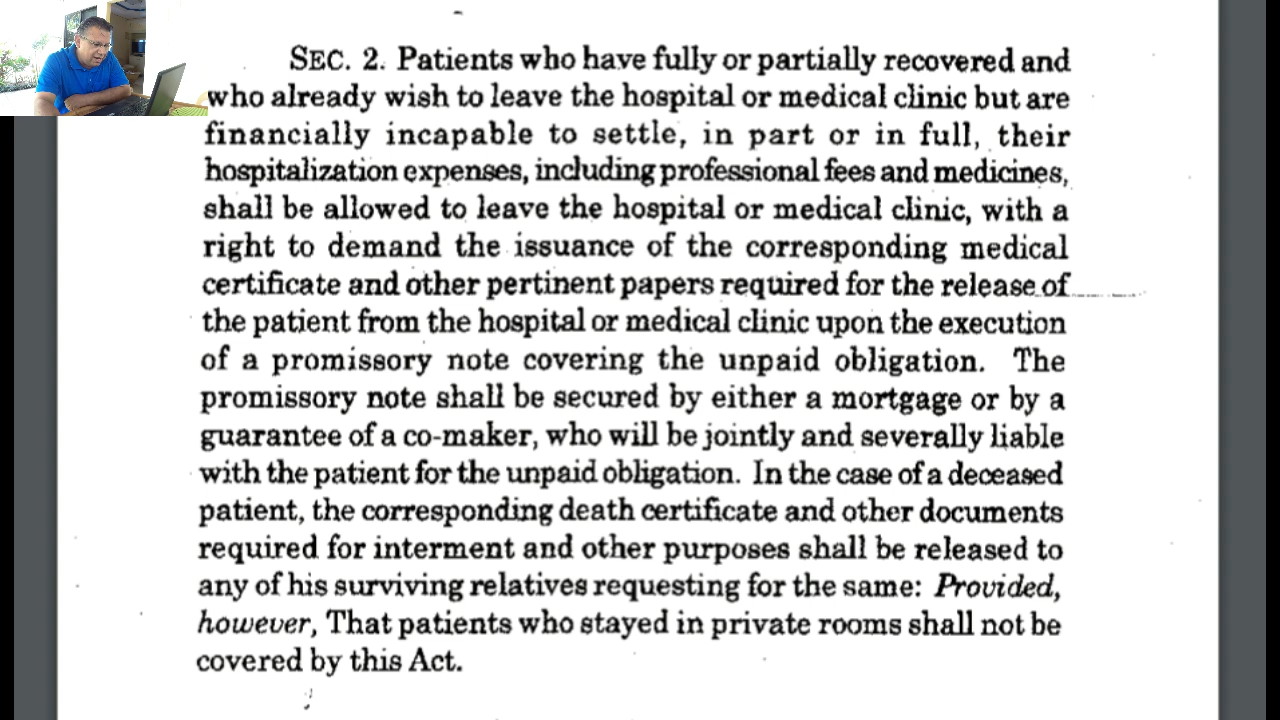 SEC. 2. Patients who have fully or partially recovered and
who already wish to leave the hospital or medical clinic but are
financially incapable to settle, in part or in full, their
hospitalization expenses, including professional fees and medicines,
shall be allowed to leave the hospital or medical clinic, with a
right to demand the issuance of the corresponding medical
certificate and other pertinent papers required for the release of
the patient from the hospital or medical clinic upon the execution
of a promissory note covering the unpaid obligation. The
promissory note shall be secured by either a mortgage or by a
guarantee of a co-maker, who will be jointly and severally liable
with the patient for the unpaid obligation. In the case of a deceased
patient, the corresponding death certificate and other documents
required for interment and other purposes shall be released to
any of his surviving relatives requesting for the same: Provided,
however, That patients who stayed in private rooms shall not be
covered by this Act.